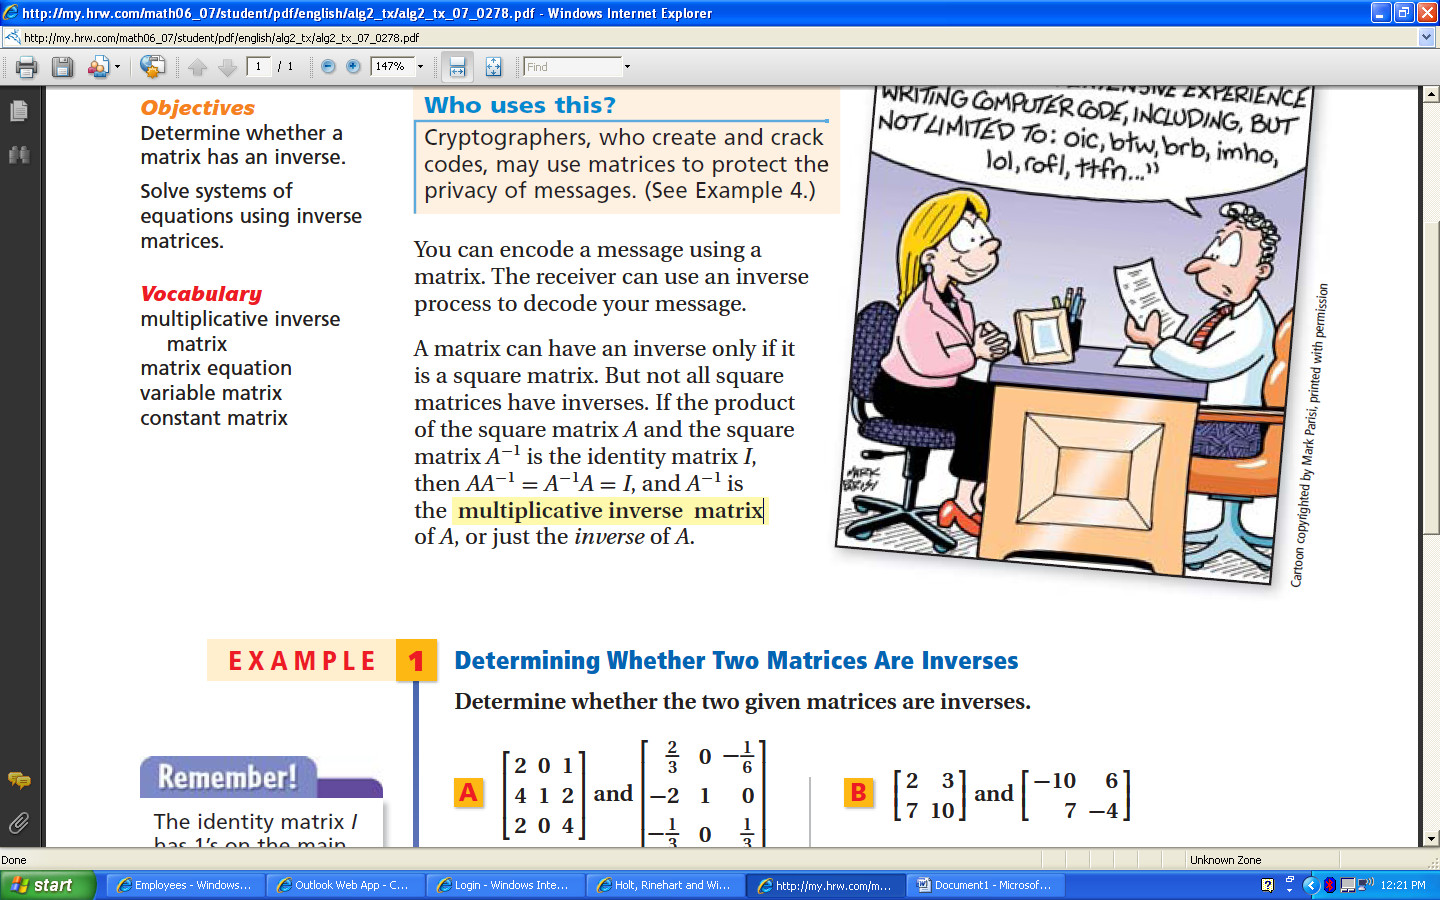 http://my.hrw.com/math06_07/student/pdf/english/alg2_tx/alg2_tx_07_0278.pdf - Windows Internet Explorer
http://my.hrw.com/math06_07/student/pdf/english/alg2_tx/alg2_tx_07_0278.pdf
1 / 1 147% Find
Objectives
Determine whether a
matrix has an inverse.
Solve systems of
equations using inverse
matrices.
Vocabulary
multiplicative inverse
matrix
matrix equation
variable matrix
constant matrix
Who uses this?
Cryptographers, who create and crack
codes, may use matrices to protect the
privacy of messages. (See Example 4.)
You can encode a message using a
matrix. The receiver can use an inverse
process to decode your message.
A matrix can have an inverse only if it
is a square matrix. But not all square
matrices have inverses. If the product
of the square matrix A and the square
matrix A⁻¹ is the identity matrix I,
then AA⁻¹ = A⁻¹A = I, and A⁻¹ is
the multiplicative inverse matrix
of A, or just the inverse of A.
EXPERIENCE
WRITING COMPUTER CODE, INCLUDING, BUT
NOT LIMITED TO: oic, btw, brb, imho,
lol, rofl, ttfn..."
MARK
PARISI
Cartoon copyrighted by Mark Parisi, printed with permission
EXAMPLE 1 Determining Whether Two Matrices Are Inverses
Determine whether the two given matrices are inverses.
A
2 0 1
4 1 2
2 0 4
and
2/3 0 −1/6
−2 1 0
−1/3 0 1/3
B
2 3
7 10
and
−10 6
7 −4
Remember!
The identity matrix I
has 1's on the main
Done Unknown Zone
start Employees - Windows... Outlook Web App - C... Login - Windows Inte... Holt, Rinehart and Wi... http://my.hrw.com/m... Document1 - Microsof... 12:21 PM